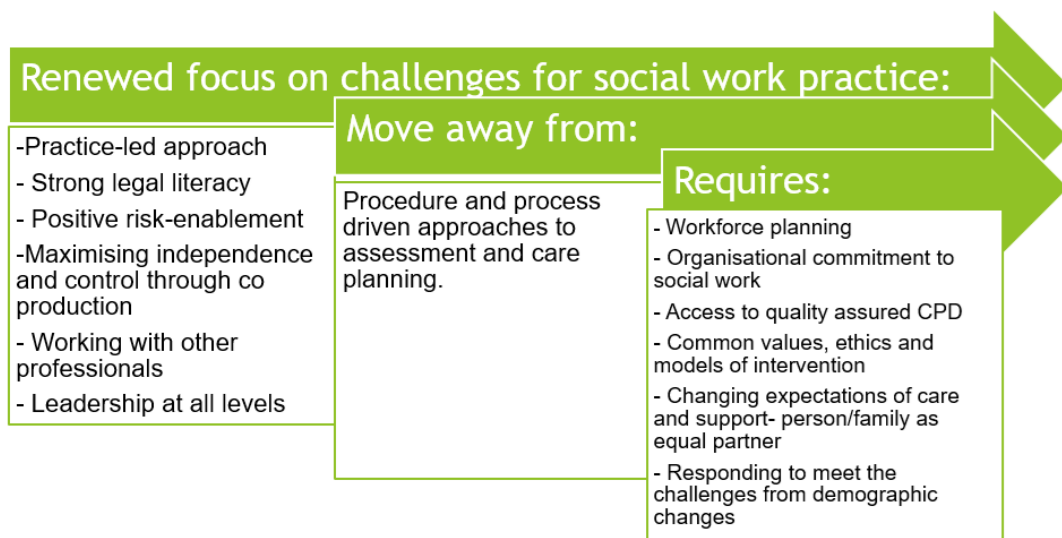 Renewed focus on challenges for social work practice:
-Practice-led approach
- Strong legal literacy
- Positive risk-enablement
-Maximising independence
and control through co
production
- Working with other
professionals
- Leadership at all levels
Move away from:
Procedure and process
driven approaches to
assessment and care
planning.
Requires:
- Workforce planning
- Organisational commitment to
social work
- Access to quality assured CPD
- Common values, ethics and
models of intervention
- Changing expectations of care
and support- person/family as
equal partner
- Responding to meet the
challenges from demographic
changes